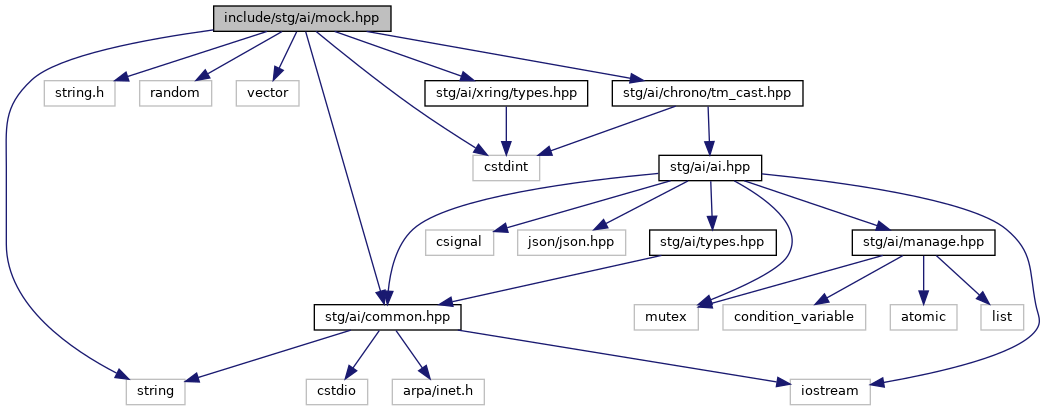 include/stg/ai/mock.hpp
string.h
random
vector
stg/ai/xring/types.hpp
stg/ai/chrono/tm_cast.hpp
cstdint
stg/ai/ai.hpp
csignal
json/json.hpp
stg/ai/types.hpp
stg/ai/manage.hpp
stg/ai/common.hpp
mutex
condition_variable
atomic
list
string
cstdio
arpa/inet.h
iostream